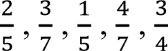 2/5 , 3/7 , 1/5 , 4/7 , 3/4